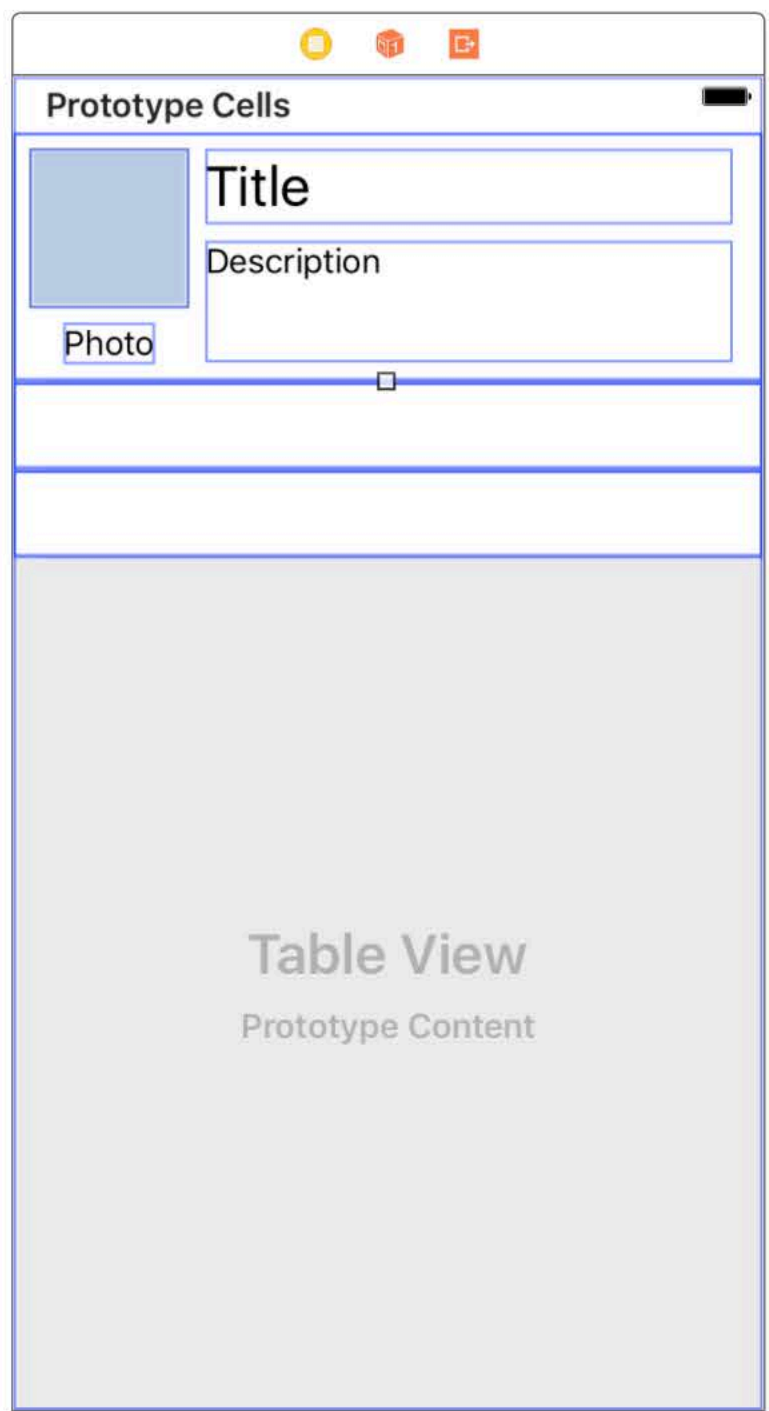 Prototype Cells
Title
Description
Photo
Table View
Prototype Content